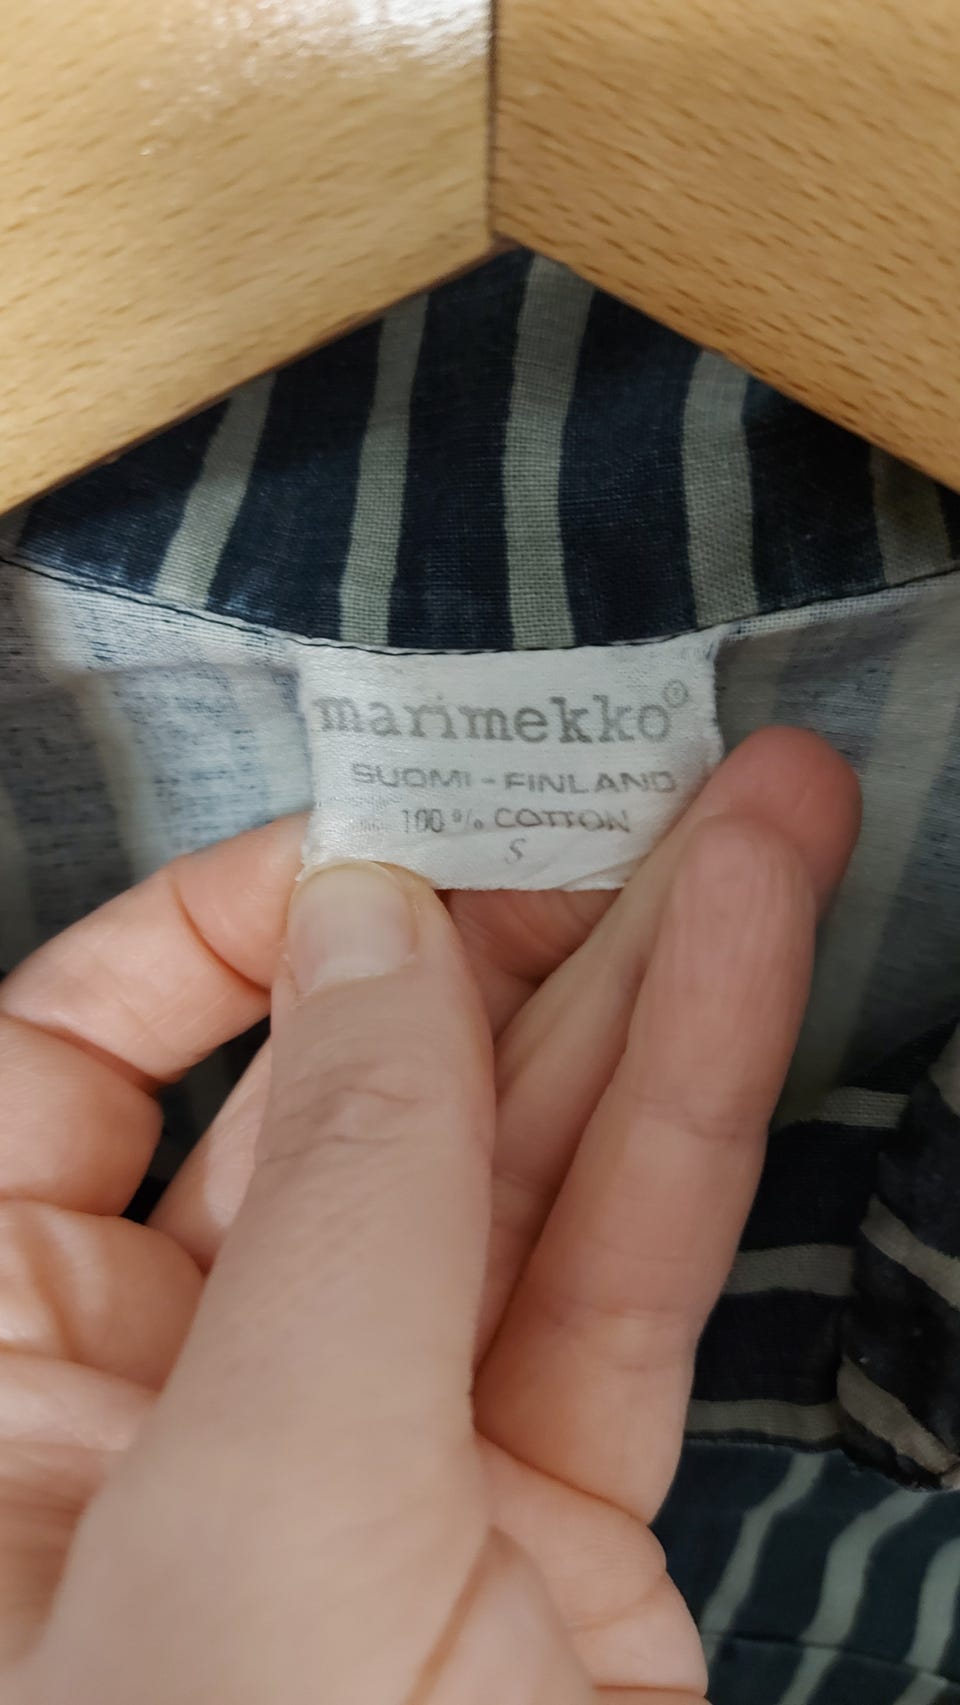 marimekko®
SUOMI - FINLAND
100 % COTTON
S